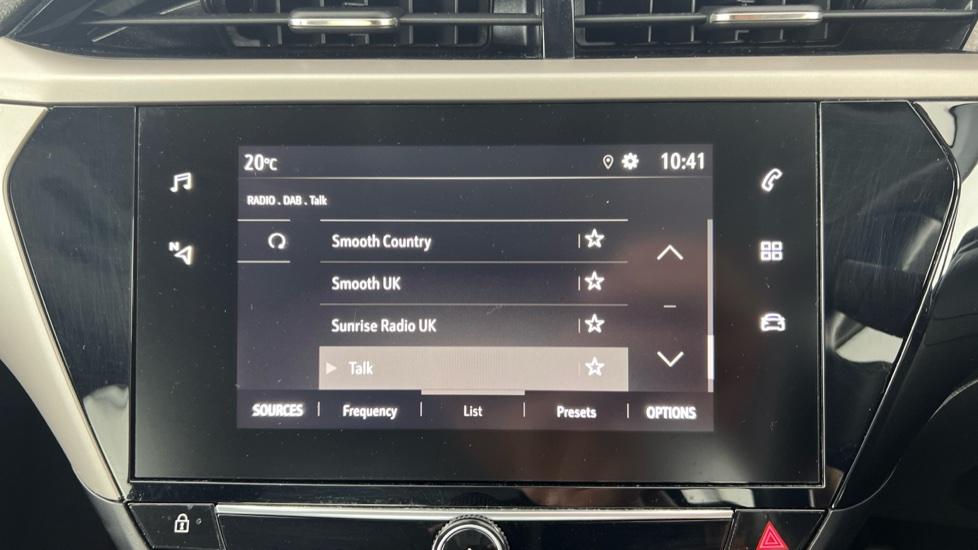 20°C 10:41
RADIO . DAB . Talk
Smooth Country
Smooth UK
Sunrise Radio UK
Talk
SOURCES Frequency List Presets OPTIONS
N